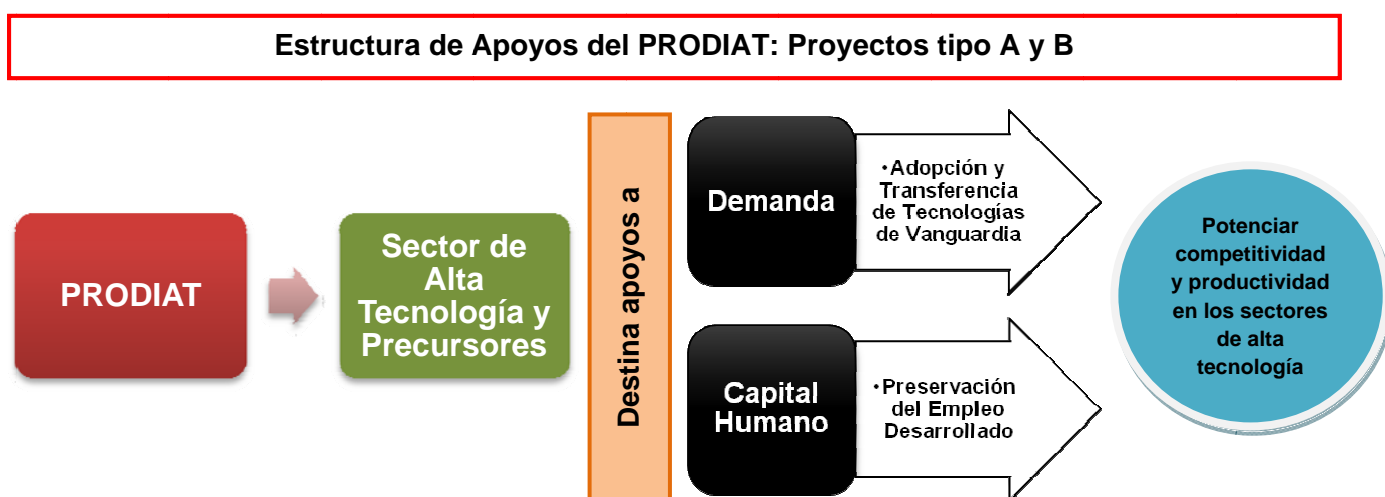 Estructura de Apoyos del PRODIAT: Proyectos tipo A y B
PRODIAT
Sector de
Alta
Tecnología y
Precursores
Destina apoyos a
Demanda
•Adopción y
Transferencia
de Tecnologías
de Vanguardia
Capital
Humano
•Preservación
del Empleo
Desarrollado
Potenciar
competitividad
y productividad
en los sectores
de alta
tecnología